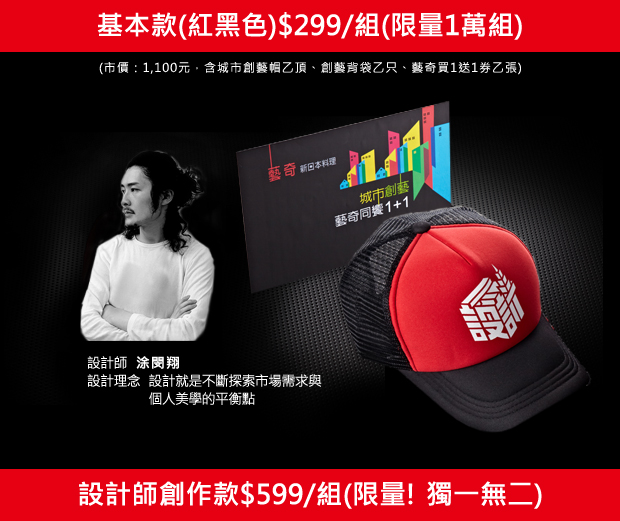 基本款(紅黑色)$299/組(限量1萬組)
(市價：1,100元．含城市創藝帽乙頂、創藝背袋乙只、藝奇買1送1券乙張)
藝奇 新日本料理
城市創藝
藝奇同饗1+1
設計
設計師 涂閔翔
設計理念 設計就是不斷探索市場需求與
個人美學的平衡點
設計師創作款$599/組(限量! 獨一無二)